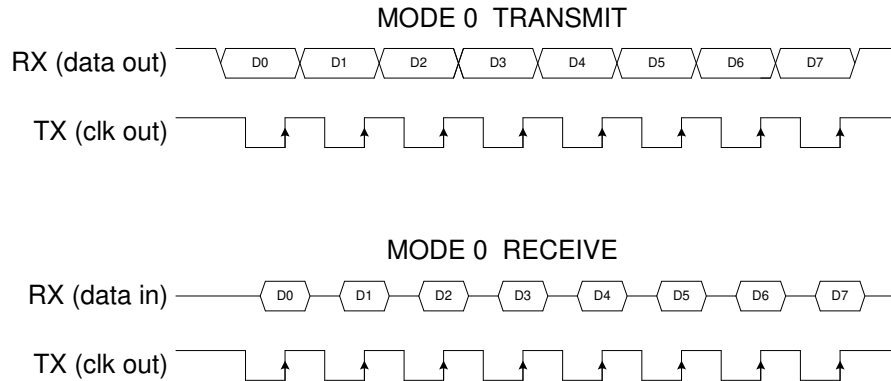 MODE 0 TRANSMIT
RX (data out) D0 D1 D2 D3 D4 D5 D6 D7
TX (clk out)
MODE 0 RECEIVE
RX (data in) D0 D1 D2 D3 D4 D5 D6 D7
TX (clk out)